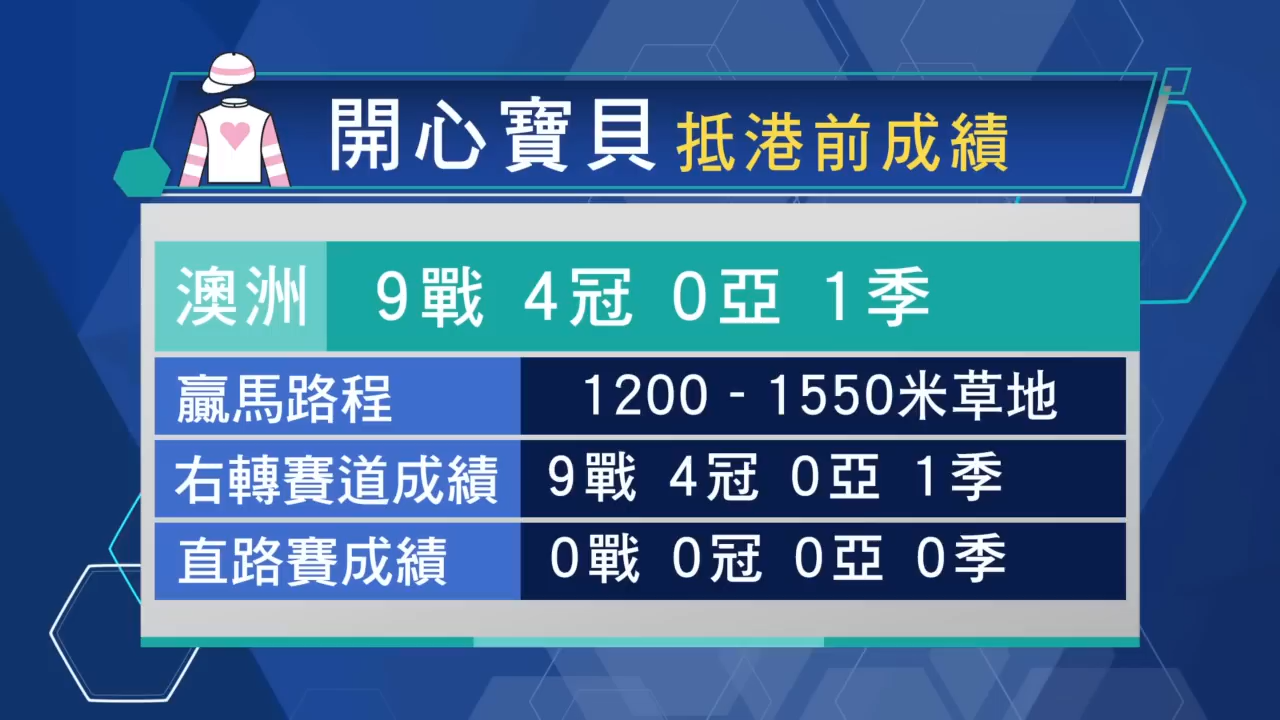 開心寶貝 抵港前成績
澳洲 9戰 4冠 0亞 1季
贏馬路程 1200 - 1550米草地
右轉賽道成績 9戰 4冠 0亞 1季
直路賽成績 0戰 0冠 0亞 0季